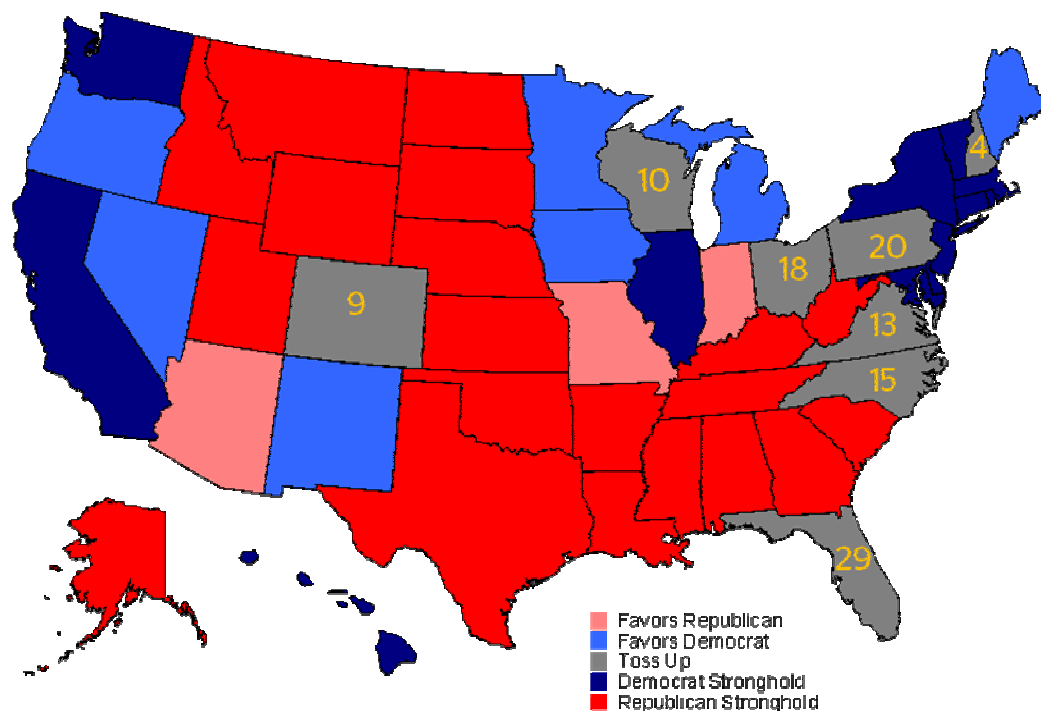 4
10
20
18
9
13
15
29
Favors Republican
Favors Democrat
Toss Up
Democrat Stronghold
Republican Stronghold